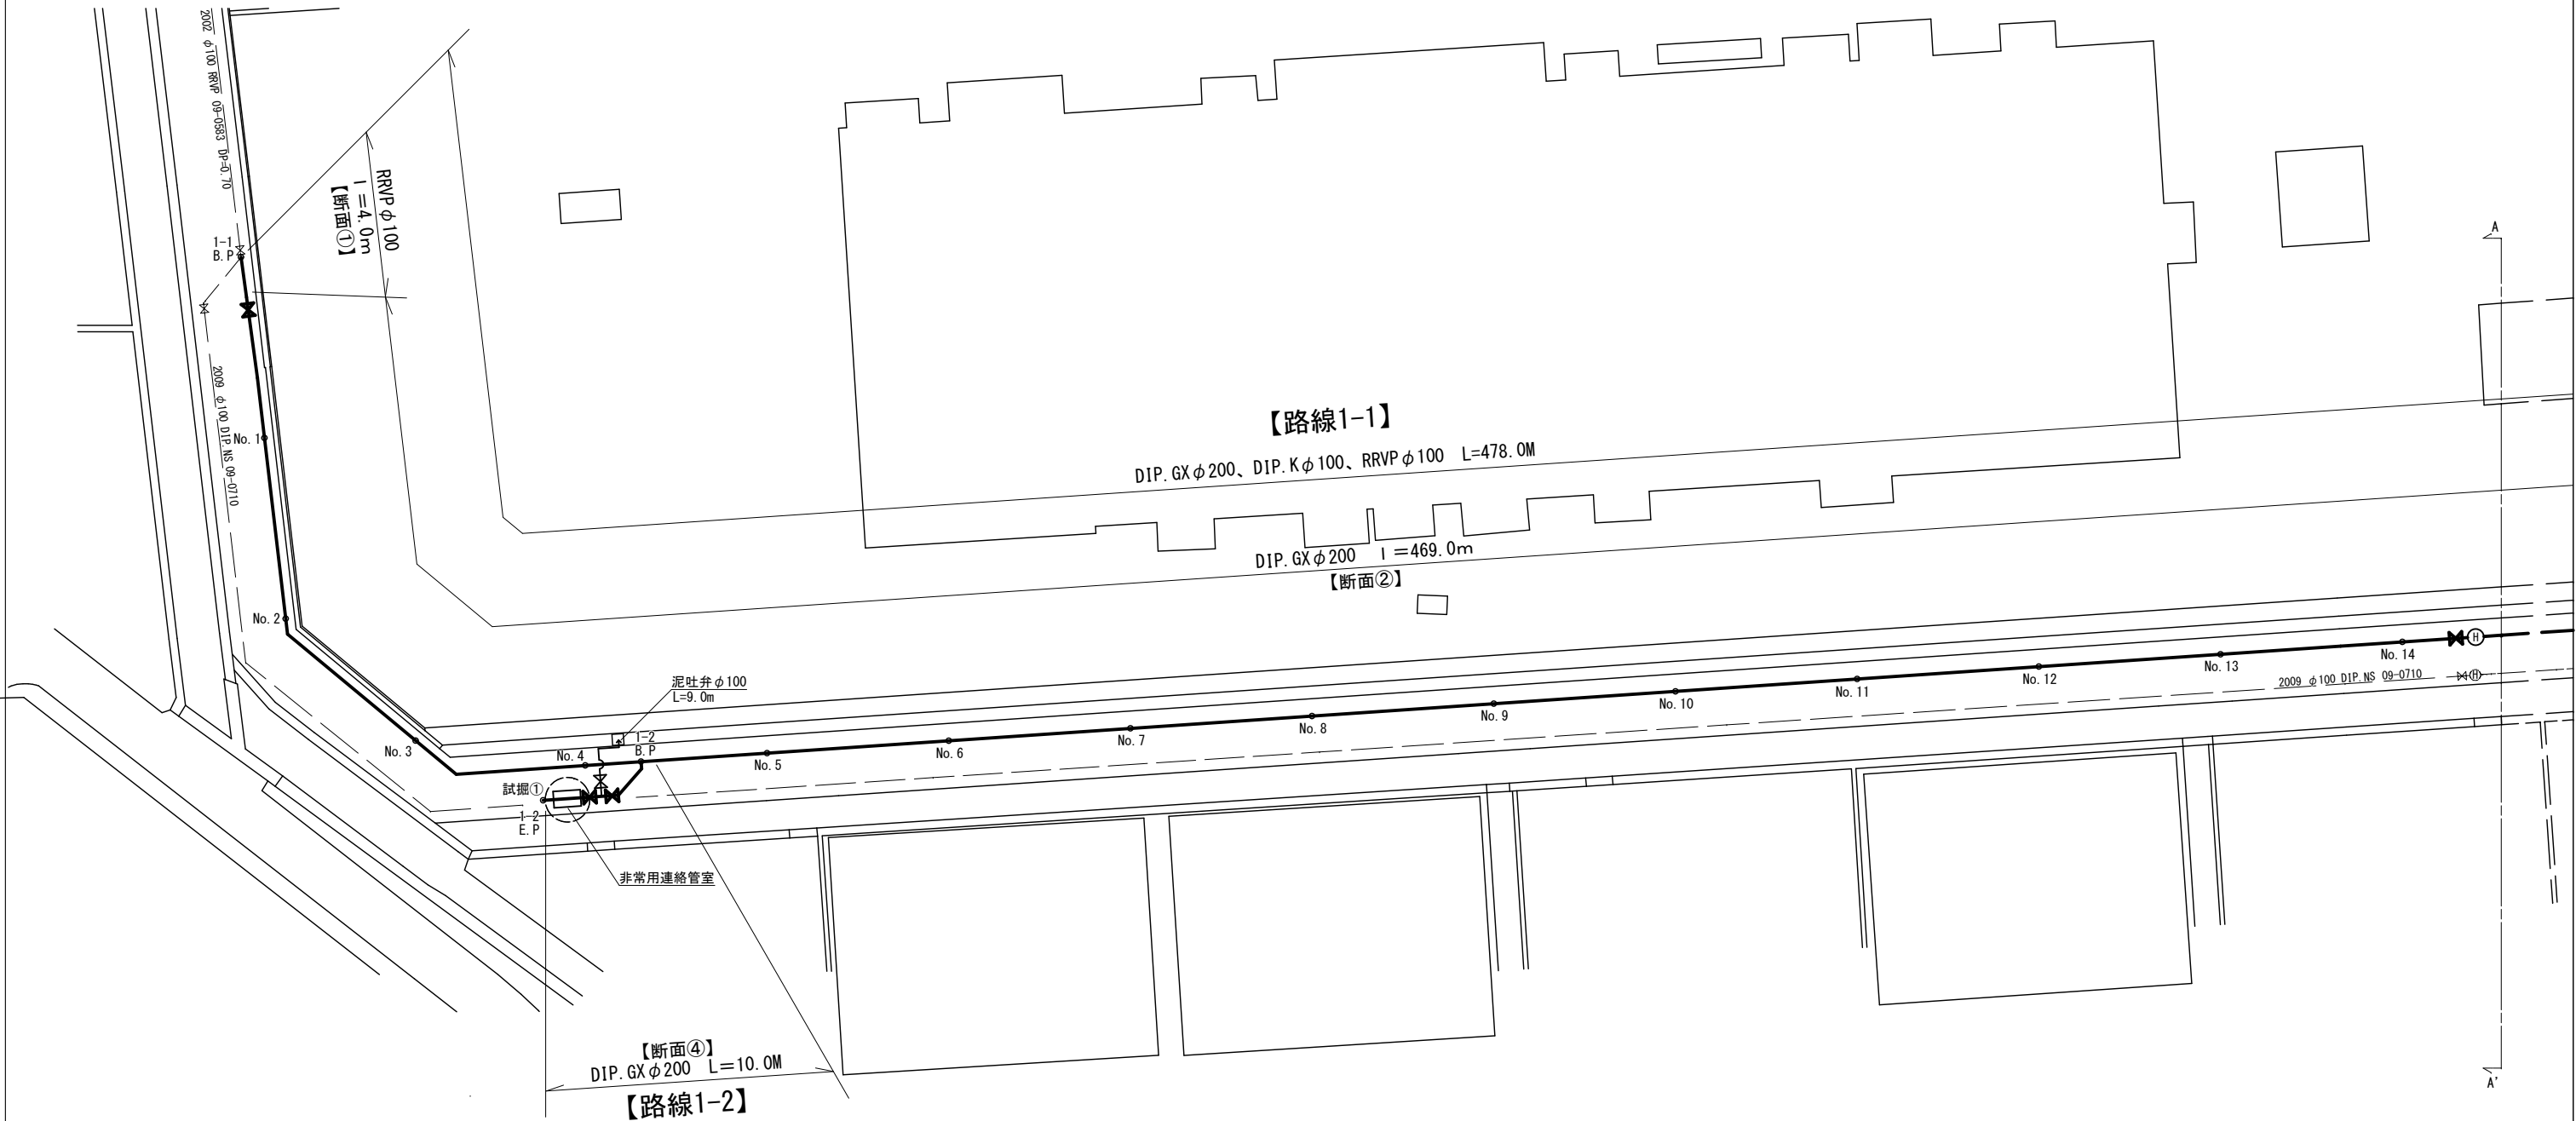 2002 φ100 RRVP 09-0583 DP=0.70
RRVPφ100
l=4.0m
【断面①】
1-1
B.P
A
2009 φ100 DIP.NS 09-0710
No.1
【路線1-1】
DIP.GXφ200、DIP.Kφ100、RRVPφ100 L=478.0M
DIP.GXφ200 l=469.0m
【断面②】
No.2
No.3
No.4
泥吐弁φ100
L=9.0m
1-2
B.P
No.5
No.6
No.7
No.8
No.9
No.10
No.11
No.12
No.13
No.14
H
2009 φ100 DIP.NS 09-0710
H
試掘①
1-2
E.P
非常用連絡管室
【断面④】
DIP.GXφ200 L=10.0M
【路線1-2】
A'